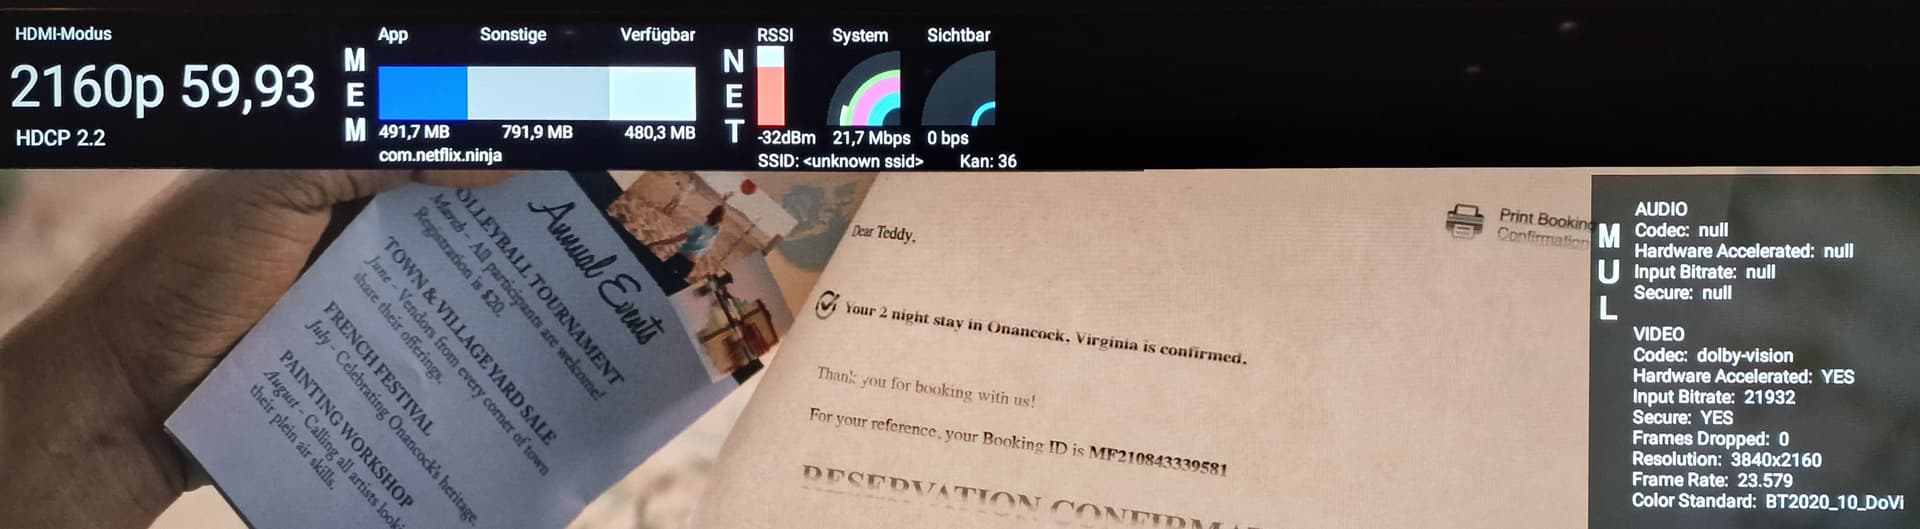 HDMI-Modus
2160p 59,93
HDCP 2.2
MEM
App Sonstige Verfügbar
491,7 MB 791,9 MB 480,3 MB
com.netflix.ninja
NET
RSSI System Sichtbar
-32dBm 21,7 Mbps 0 bps
SSID: <unknown ssid> Kan: 36
Annual Events
VOLLEYBALL TOURNAMENT
March - All participants are welcome!
Registration is $20.
TOWN & VILLAGE YARD SALE
June - Vendors from every corner of town
share their offerings.
FRENCH FESTIVAL
July - Celebrating Onancock's heritage.
PAINTING WORKSHOP
August - Calling all artists
their plein air skills.
Print Booking
Confirmation
Dear Teddy,
Your 2 night stay in Onancock, Virginia is confirmed.
Thank you for booking with us!
For your reference, your Booking ID is MF210843339581
RESERVATION
MUL
AUDIO
Codec: null
Hardware Accelerated: null
Input Bitrate: null
Secure: null
VIDEO
Codec: dolby-vision
Hardware Accelerated: YES
Input Bitrate: 21932
Secure: YES
Frames Dropped: 0
Resolution: 3840x2160
Frame Rate: 23.579
Color Standard: BT2020_10_DoVi